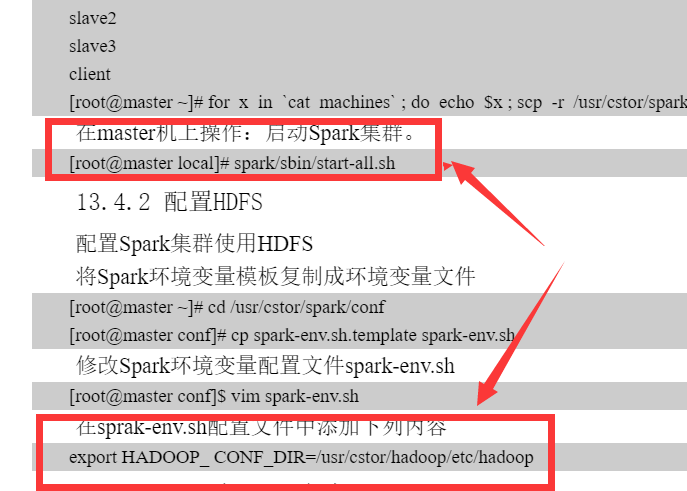 slave2
slave3
client
[root@master ~]# for x in `cat machines` ; do echo $x ; scp -r /usr/cstor/spark
在master机上操作：启动Spark集群。
[root@master local]# spark/sbin/start-all.sh
13.4.2 配置HDFS
配置Spark集群使用HDFS
将Spark环境变量模板复制成环境变量文件
[root@master ~]# cd /usr/cstor/spark/conf
[root@master conf]# cp spark-env.sh.template spark-env.sh
修改Spark环境变量配置文件spark-env.sh
[root@master conf]$ vim spark-env.sh
在sprak-env.sh配置文件中添加下列内容
export HADOOP_ CONF_DIR=/usr/cstor/hadoop/etc/hadoop